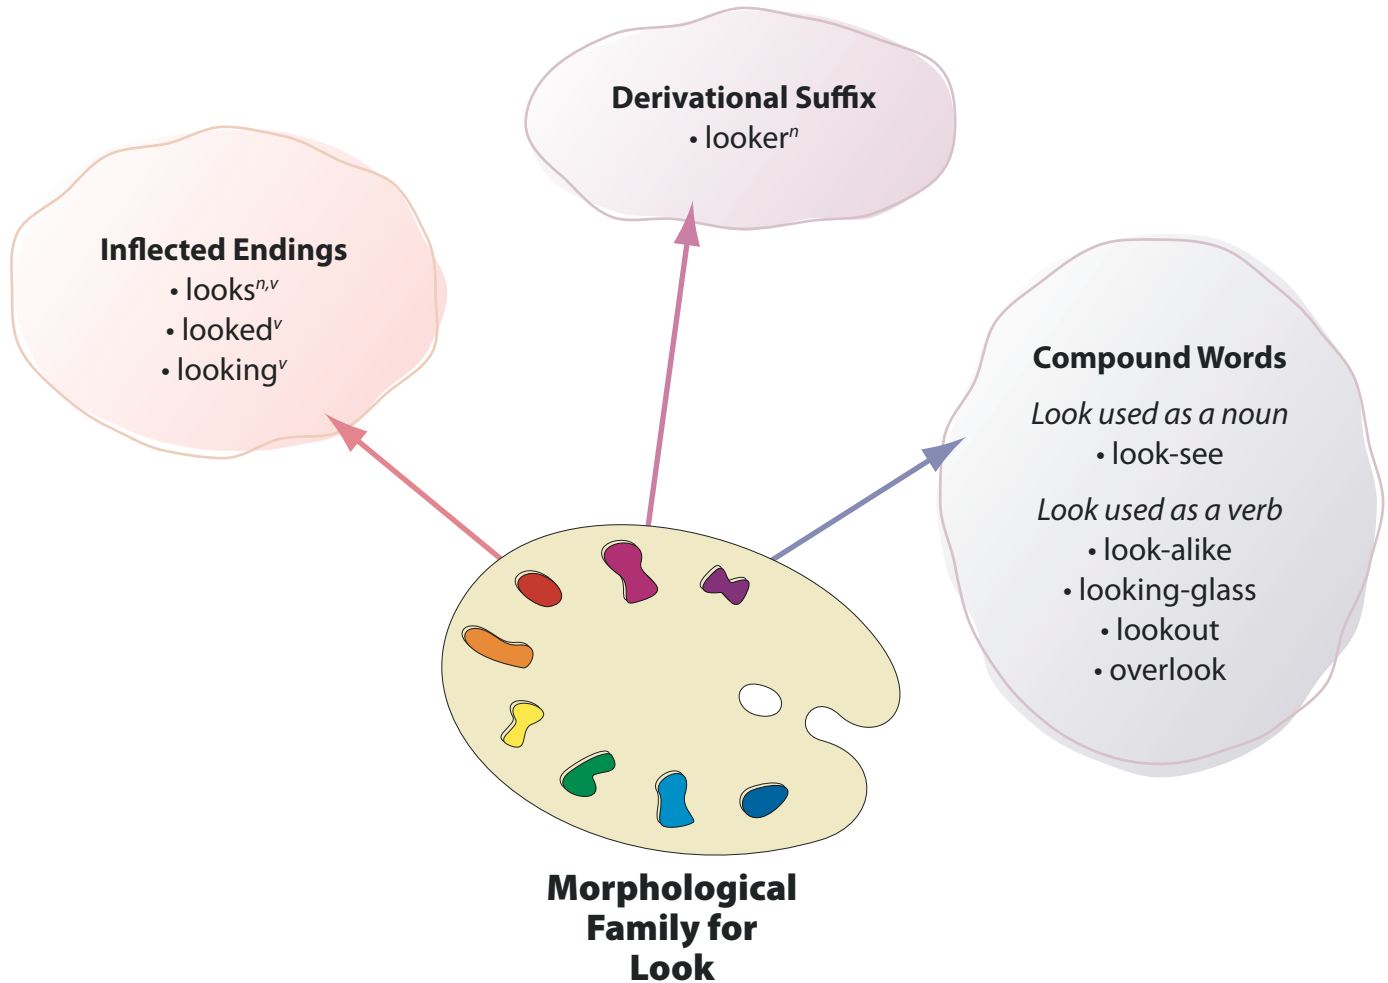 Derivational Suffix
• lookerⁿ
Inflected Endings
• looksⁿ,ᵛ
• lookedᵛ
• lookingᵛ
Compound Words
Look used as a noun
• look-see
Look used as a verb
• look-alike
• looking-glass
• lookout
• overlook
Morphological
Family for
Look